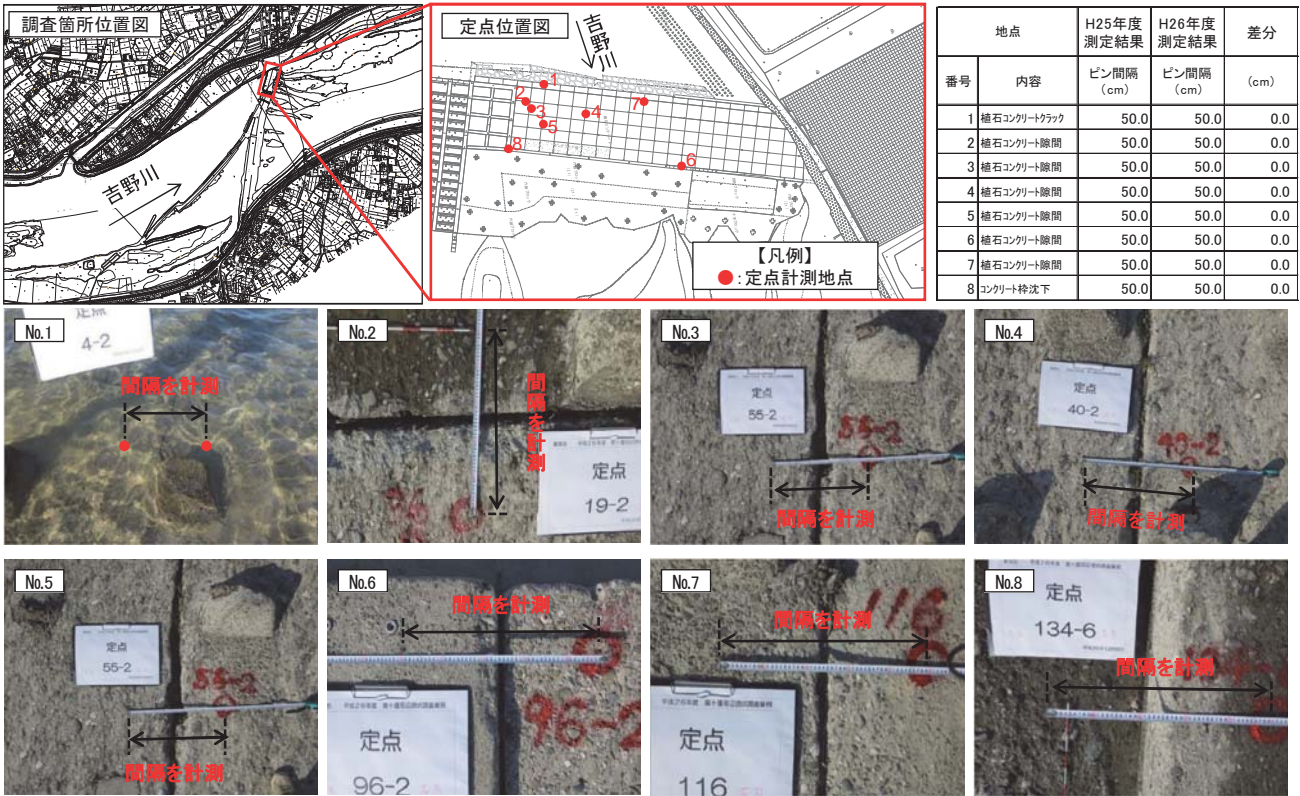 調査箇所位置図
吉野川
定点位置図
吉野川
1
2
3
4
5
6
7
8
【凡例】
●:定点計測地点
地点 H25年度測定結果 H26年度測定結果 差分
番号 内容 ピン間隔(cm) ピン間隔(cm) (cm)
1 植石コンクリートクラック 50.0 50.0 0.0
2 植石コンクリート隙間 50.0 50.0 0.0
3 植石コンクリート隙間 50.0 50.0 0.0
4 植石コンクリート隙間 50.0 50.0 0.0
5 植石コンクリート隙間 50.0 50.0 0.0
6 植石コンクリート隙間 50.0 50.0 0.0
7 植石コンクリート隙間 50.0 50.0 0.0
8 コンクリート枠沈下 50.0 50.0 0.0
No.1
定点
4-2
間隔を計測
No.2
間隔を計測
定点
19-2
No.3
定点
55-2
55-2
間隔を計測
No.4
定点
40-2
40-2
間隔を計測
No.5
定点
55-2
55-2
間隔を計測
No.6
間隔を計測
定点
96-2
96-2
No.7
116
間隔を計測
定点
116
No.8
定点
134-6
間隔を計測